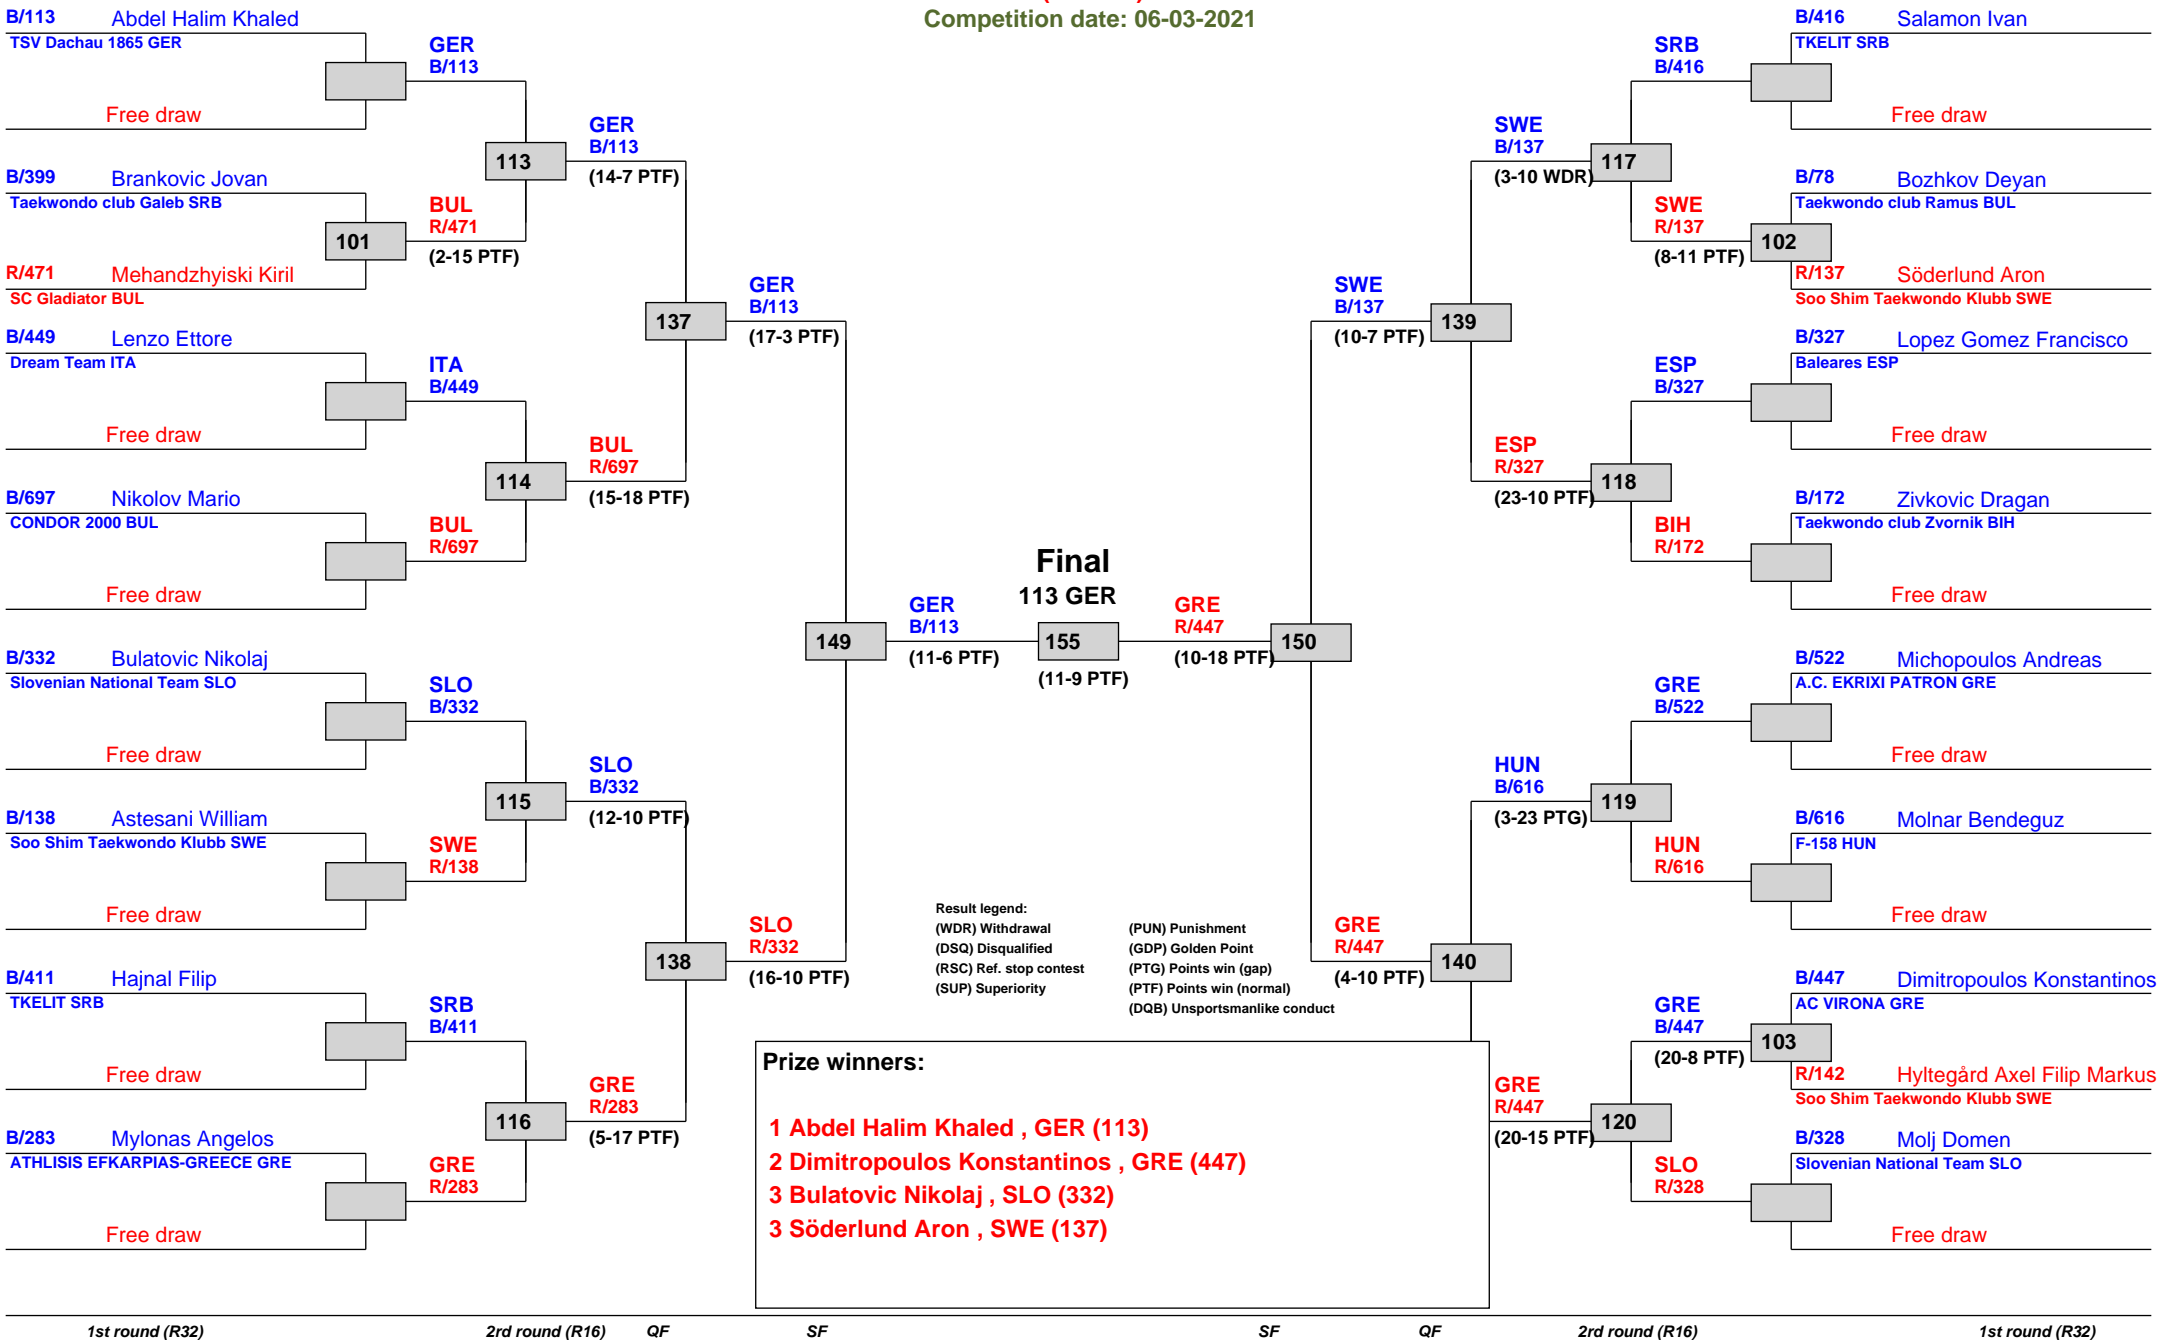 Competition date: 06-03-2021
B/113 Abdel Halim Khaled
TSV Dachau 1865 GER
Free draw
B/399 Brankovic Jovan
Taekwondo club Galeb SRB
101
R/471 Mehandzhyiski Kiril
SC Gladiator BUL
B/449 Lenzo Ettore
Dream Team ITA
Free draw
B/697 Nikolov Mario
CONDOR 2000 BUL
Free draw
B/332 Bulatovic Nikolaj
Slovenian National Team SLO
Free draw
B/138 Astesani William
Soo Shim Taekwondo Klubb SWE
Free draw
B/411 Hajnal Filip
TKELIT SRB
Free draw
B/283 Mylonas Angelos
ATHLISIS EFKARPIAS-GREECE GRE
Free draw
GER
B/113
113
BUL
R/471
(2-15 PTF)
ITA
B/449
114
BUL
R/697
SLO
B/332
115
SWE
R/138
SRB
B/411
116
GRE
R/283
GER
B/113
(14-7 PTF)
137
BUL
R/697
(15-18 PTF)
SLO
B/332
(12-10 PTF)
138
GRE
R/283
(5-17 PTF)
GER
B/113
(17-3 PTF)
149
SLO
R/332
(16-10 PTF)
GER
B/113
(11-6 PTF)
Final
113 GER
155
(11-9 PTF)
GRE
R/447
(10-18 PTF)
150
SWE
B/137
(10-7 PTF)
139
GRE
R/447
(4-10 PTF)
140
SWE
B/137
(3-10 WDR)
117
ESP
R/327
(23-10 PTF)
118
HUN
B/616
(3-23 PTG)
119
GRE
R/447
(20-15 PTF)
120
SRB
B/416
SWE
R/137
(8-11 PTF)
102
ESP
B/327
BIH
R/172
GRE
B/522
HUN
R/616
GRE
B/447
(20-8 PTF)
103
SLO
R/328
B/416 Salamon Ivan
TKELIT SRB
Free draw
B/78 Bozhkov Deyan
Taekwondo club Ramus BUL
R/137 Söderlund Aron
Soo Shim Taekwondo Klubb SWE
B/327 Lopez Gomez Francisco
Baleares ESP
Free draw
B/172 Zivkovic Dragan
Taekwondo club Zvornik BIH
Free draw
B/522 Michopoulos Andreas
A.C. EKRIXI PATRON GRE
Free draw
B/616 Molnar Bendeguz
F-158 HUN
Free draw
B/447 Dimitropoulos Konstantinos
AC VIRONA GRE
R/142 Hyltegård Axel Filip Markus
Soo Shim Taekwondo Klubb SWE
B/328 Molj Domen
Slovenian National Team SLO
Free draw
Result legend:
(WDR) Withdrawal (PUN) Punishment
(DSQ) Disqualified (GDP) Golden Point
(RSC) Ref. stop contest (PTG) Points win (gap)
(SUP) Superiority (PTF) Points win (normal)
(DQB) Unsportsmanlike conduct
Prize winners:
1 Abdel Halim Khaled , GER (113)
2 Dimitropoulos Konstantinos , GRE (447)
3 Bulatovic Nikolaj , SLO (332)
3 Söderlund Aron , SWE (137)
1st round (R32) 2rd round (R16) QF SF SF QF 2rd round (R16) 1st round (R32)